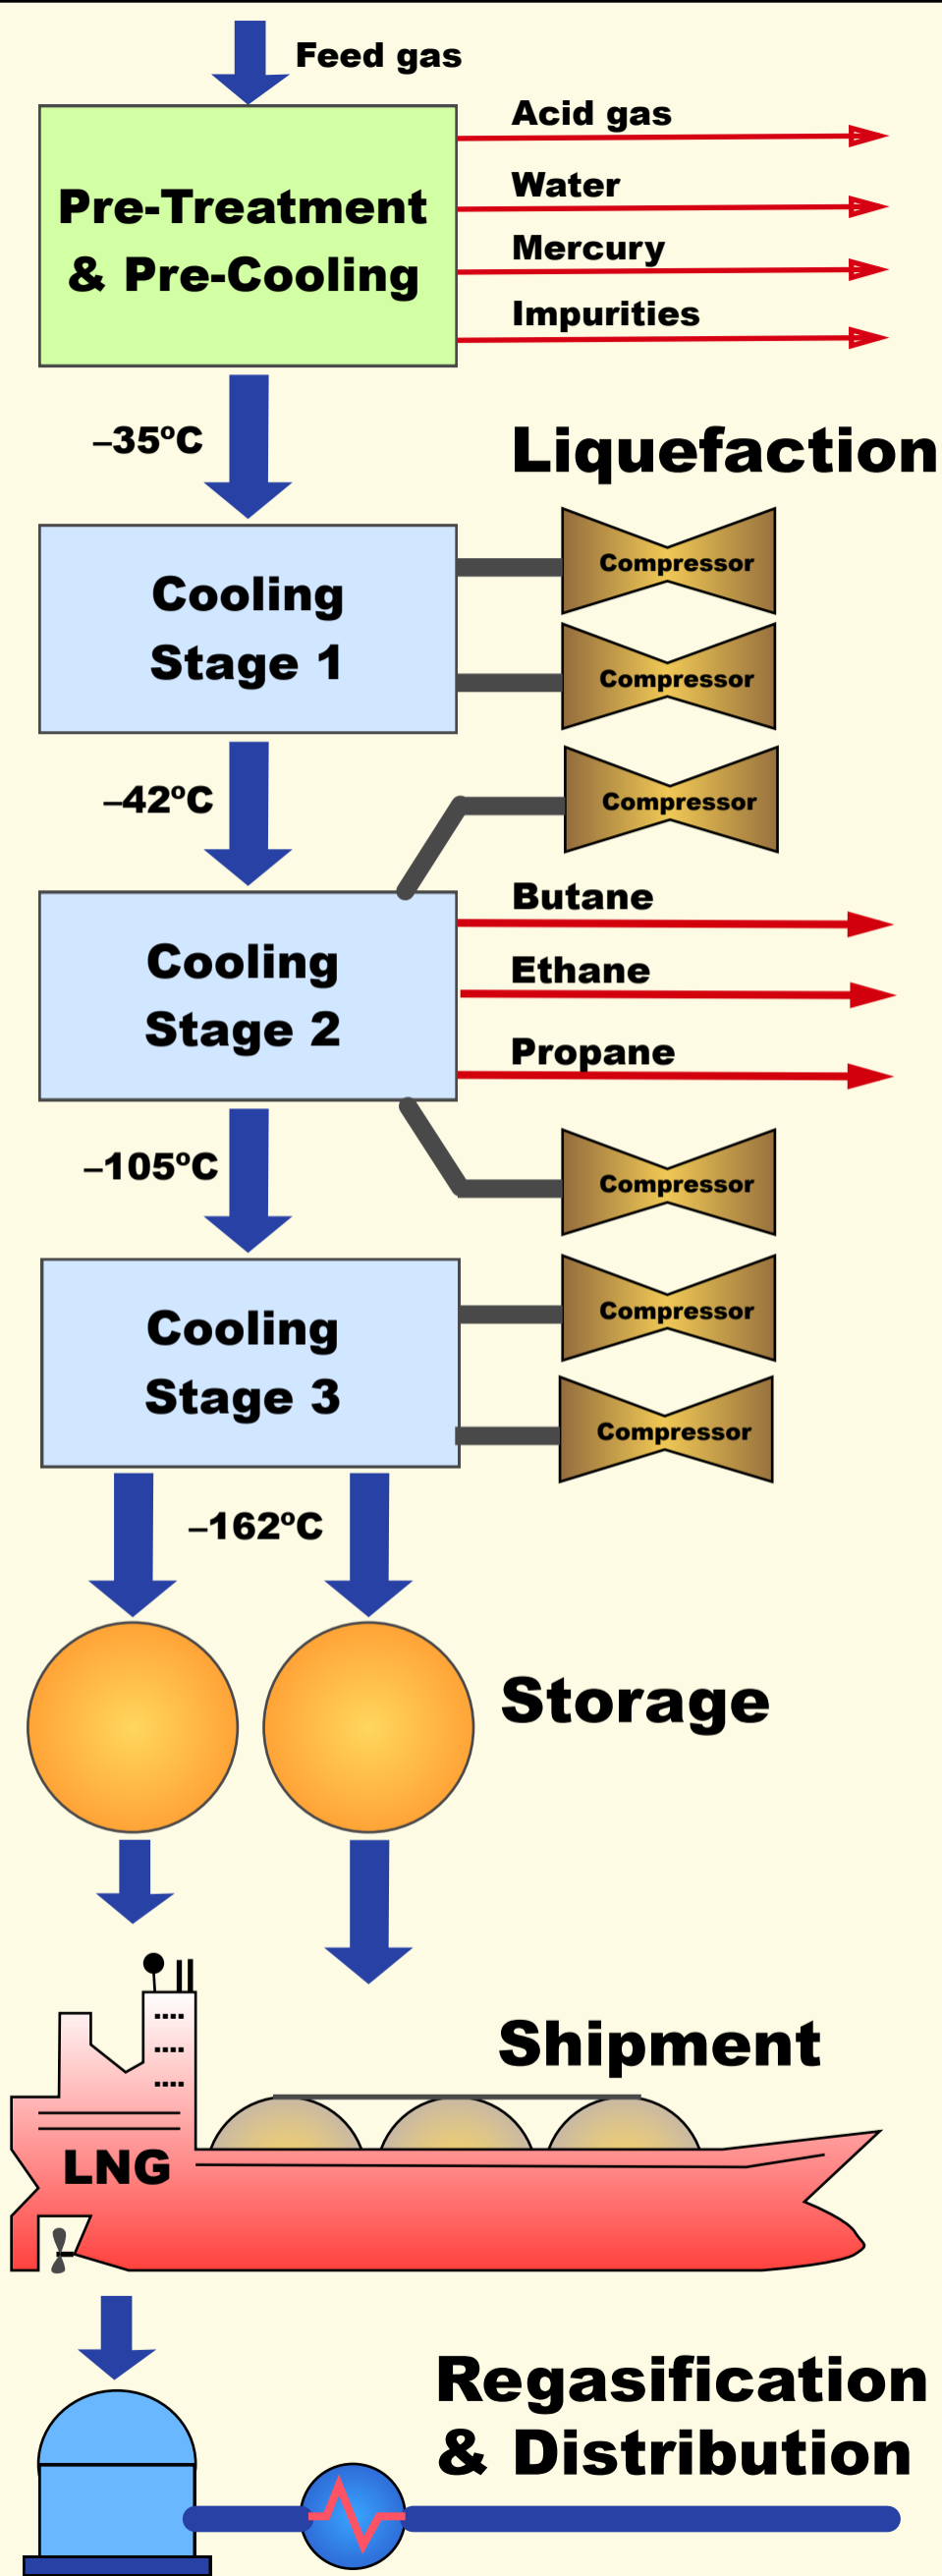 Feed gas
Acid gas
Pre-Treatment
& Pre-Cooling
Water
Mercury
Impurities
–35ºC
Liquefaction
Compressor
Cooling
Stage 1
Compressor
–42ºC
Compressor
Butane
Cooling
Stage 2
Ethane
Propane
–105ºC
Compressor
Compressor
Cooling
Stage 3
Compressor
–162ºC
Storage
Shipment
LNG
Regasification
& Distribution